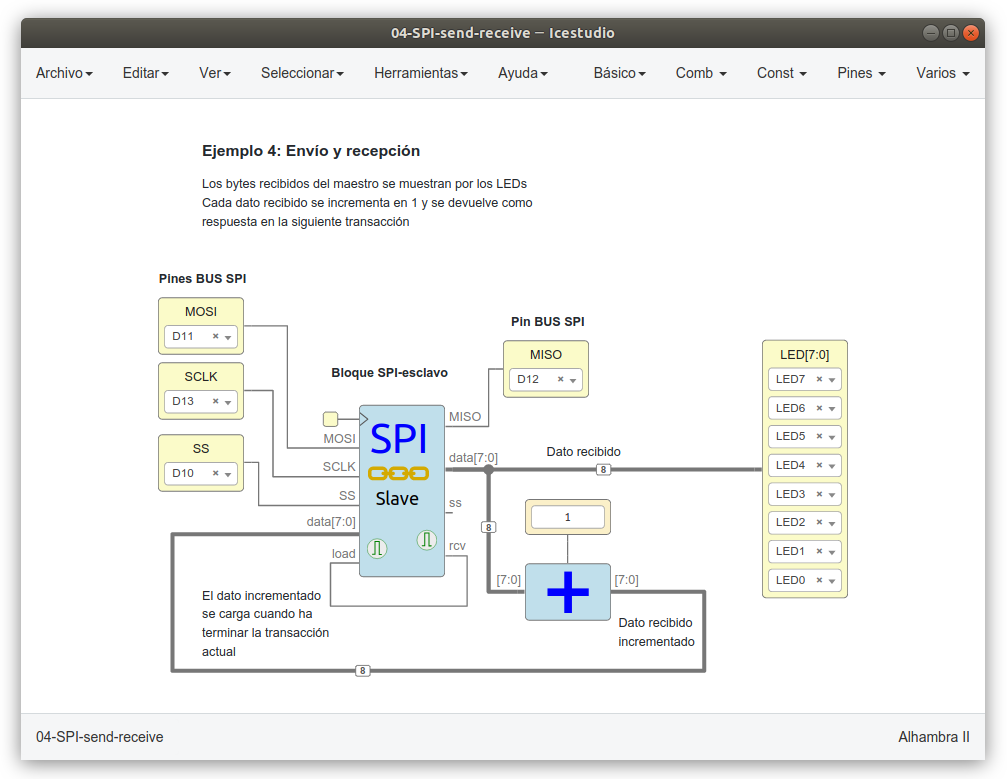 04-SPI-send-receive — Icestudio
Archivo Editar Ver Seleccionar Herramientas Ayuda Básico Comb Const Pines Varios
Ejemplo 4: Envío y recepción
Los bytes recibidos del maestro se muestran por los LEDs
Cada dato recibido se incrementa en 1 y se devuelve como
respuesta en la siguiente transacción
Pines BUS SPI
MOSI
D11
SCLK
D13
SS
D10
Bloque SPI-esclavo
MOSI
SCLK
SS
data[7:0]
load
SPI
Slave
MISO
data[7:0]
ss
rcv
Pin BUS SPI
MISO
D12
Dato recibido
8
8
1
[7:0]
[7:0]
Dato recibido
incrementado
El dato incrementado
se carga cuando ha
terminar la transacción
actual
8
LED[7:0]
LED7
LED6
LED5
LED4
LED3
LED2
LED1
LED0
04-SPI-send-receive
Alhambra II